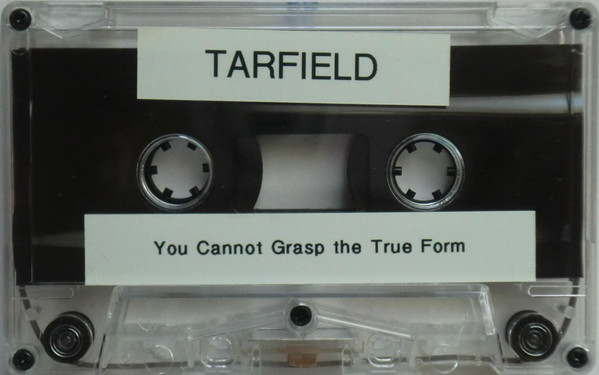 TARFIELD
You Cannot Grasp the True Form